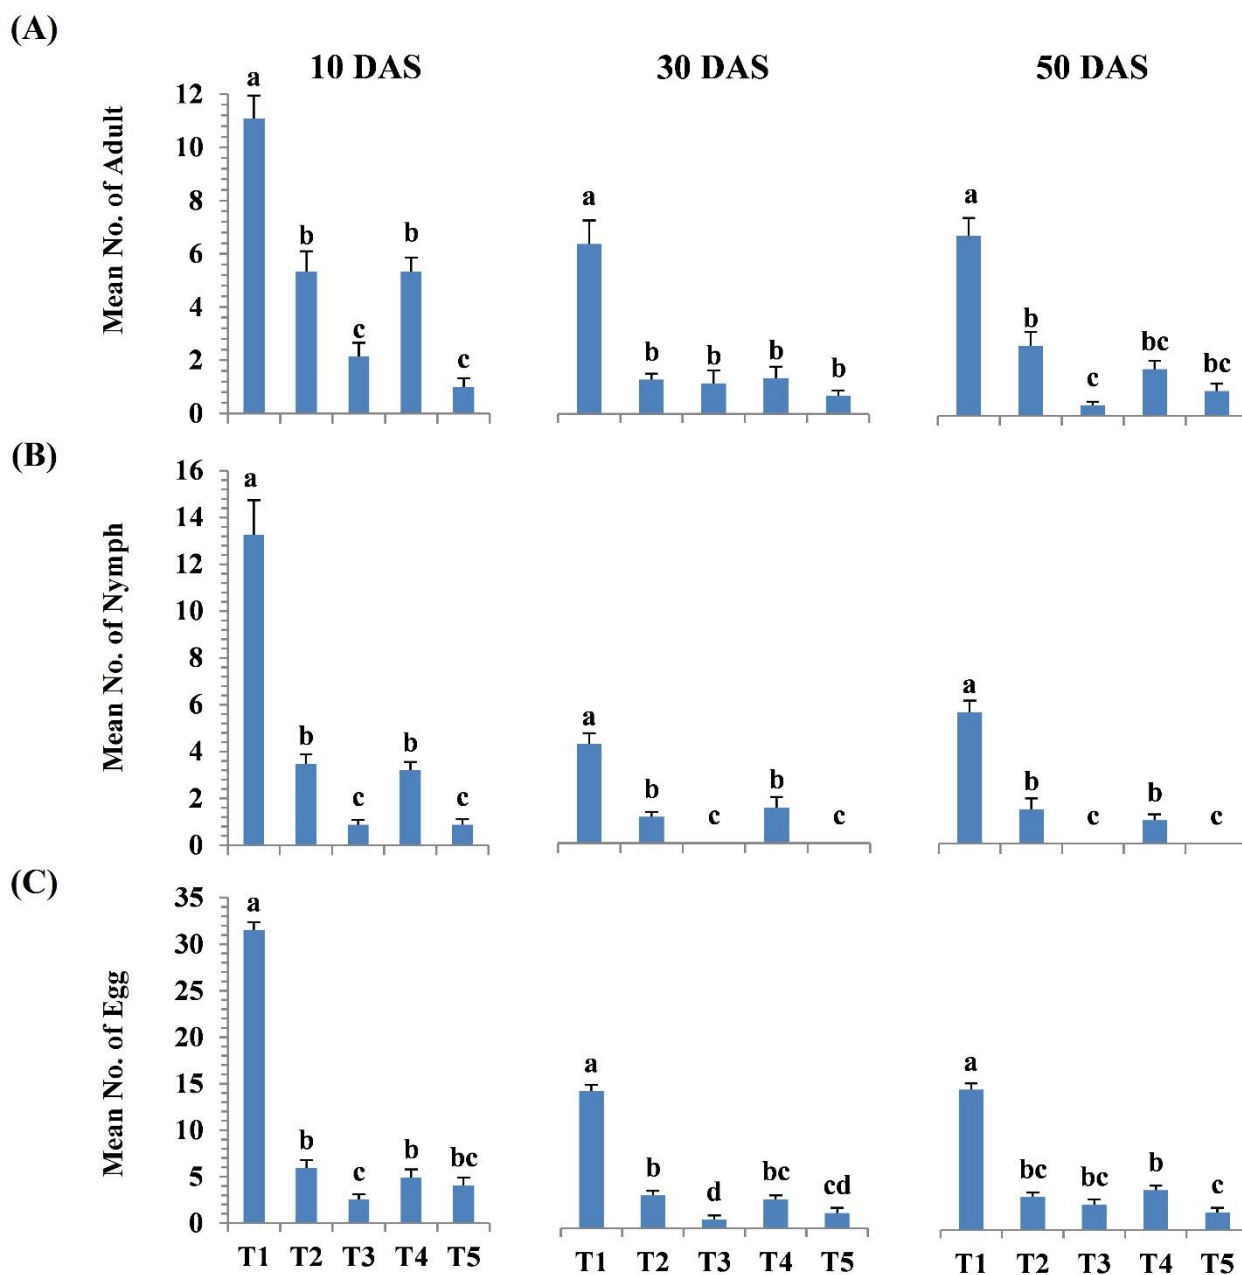 (A)
10 DAS 30 DAS 50 DAS
Mean No. of Adult
12
10
8
6
4
2
0
a b c b c
a b b b b
a b c bc bc
(B)
Mean No. of Nymph
16
14
12
10
8
6
4
2
0
a b c b c
a b c b c
a b c b c
(C)
Mean No. of Egg
35
30
25
20
15
10
5
0
a b c b bc
a b d bc cd
a bc bc b c
T1 T2 T3 T4 T5 T1 T2 T3 T4 T5 T1 T2 T3 T4 T5